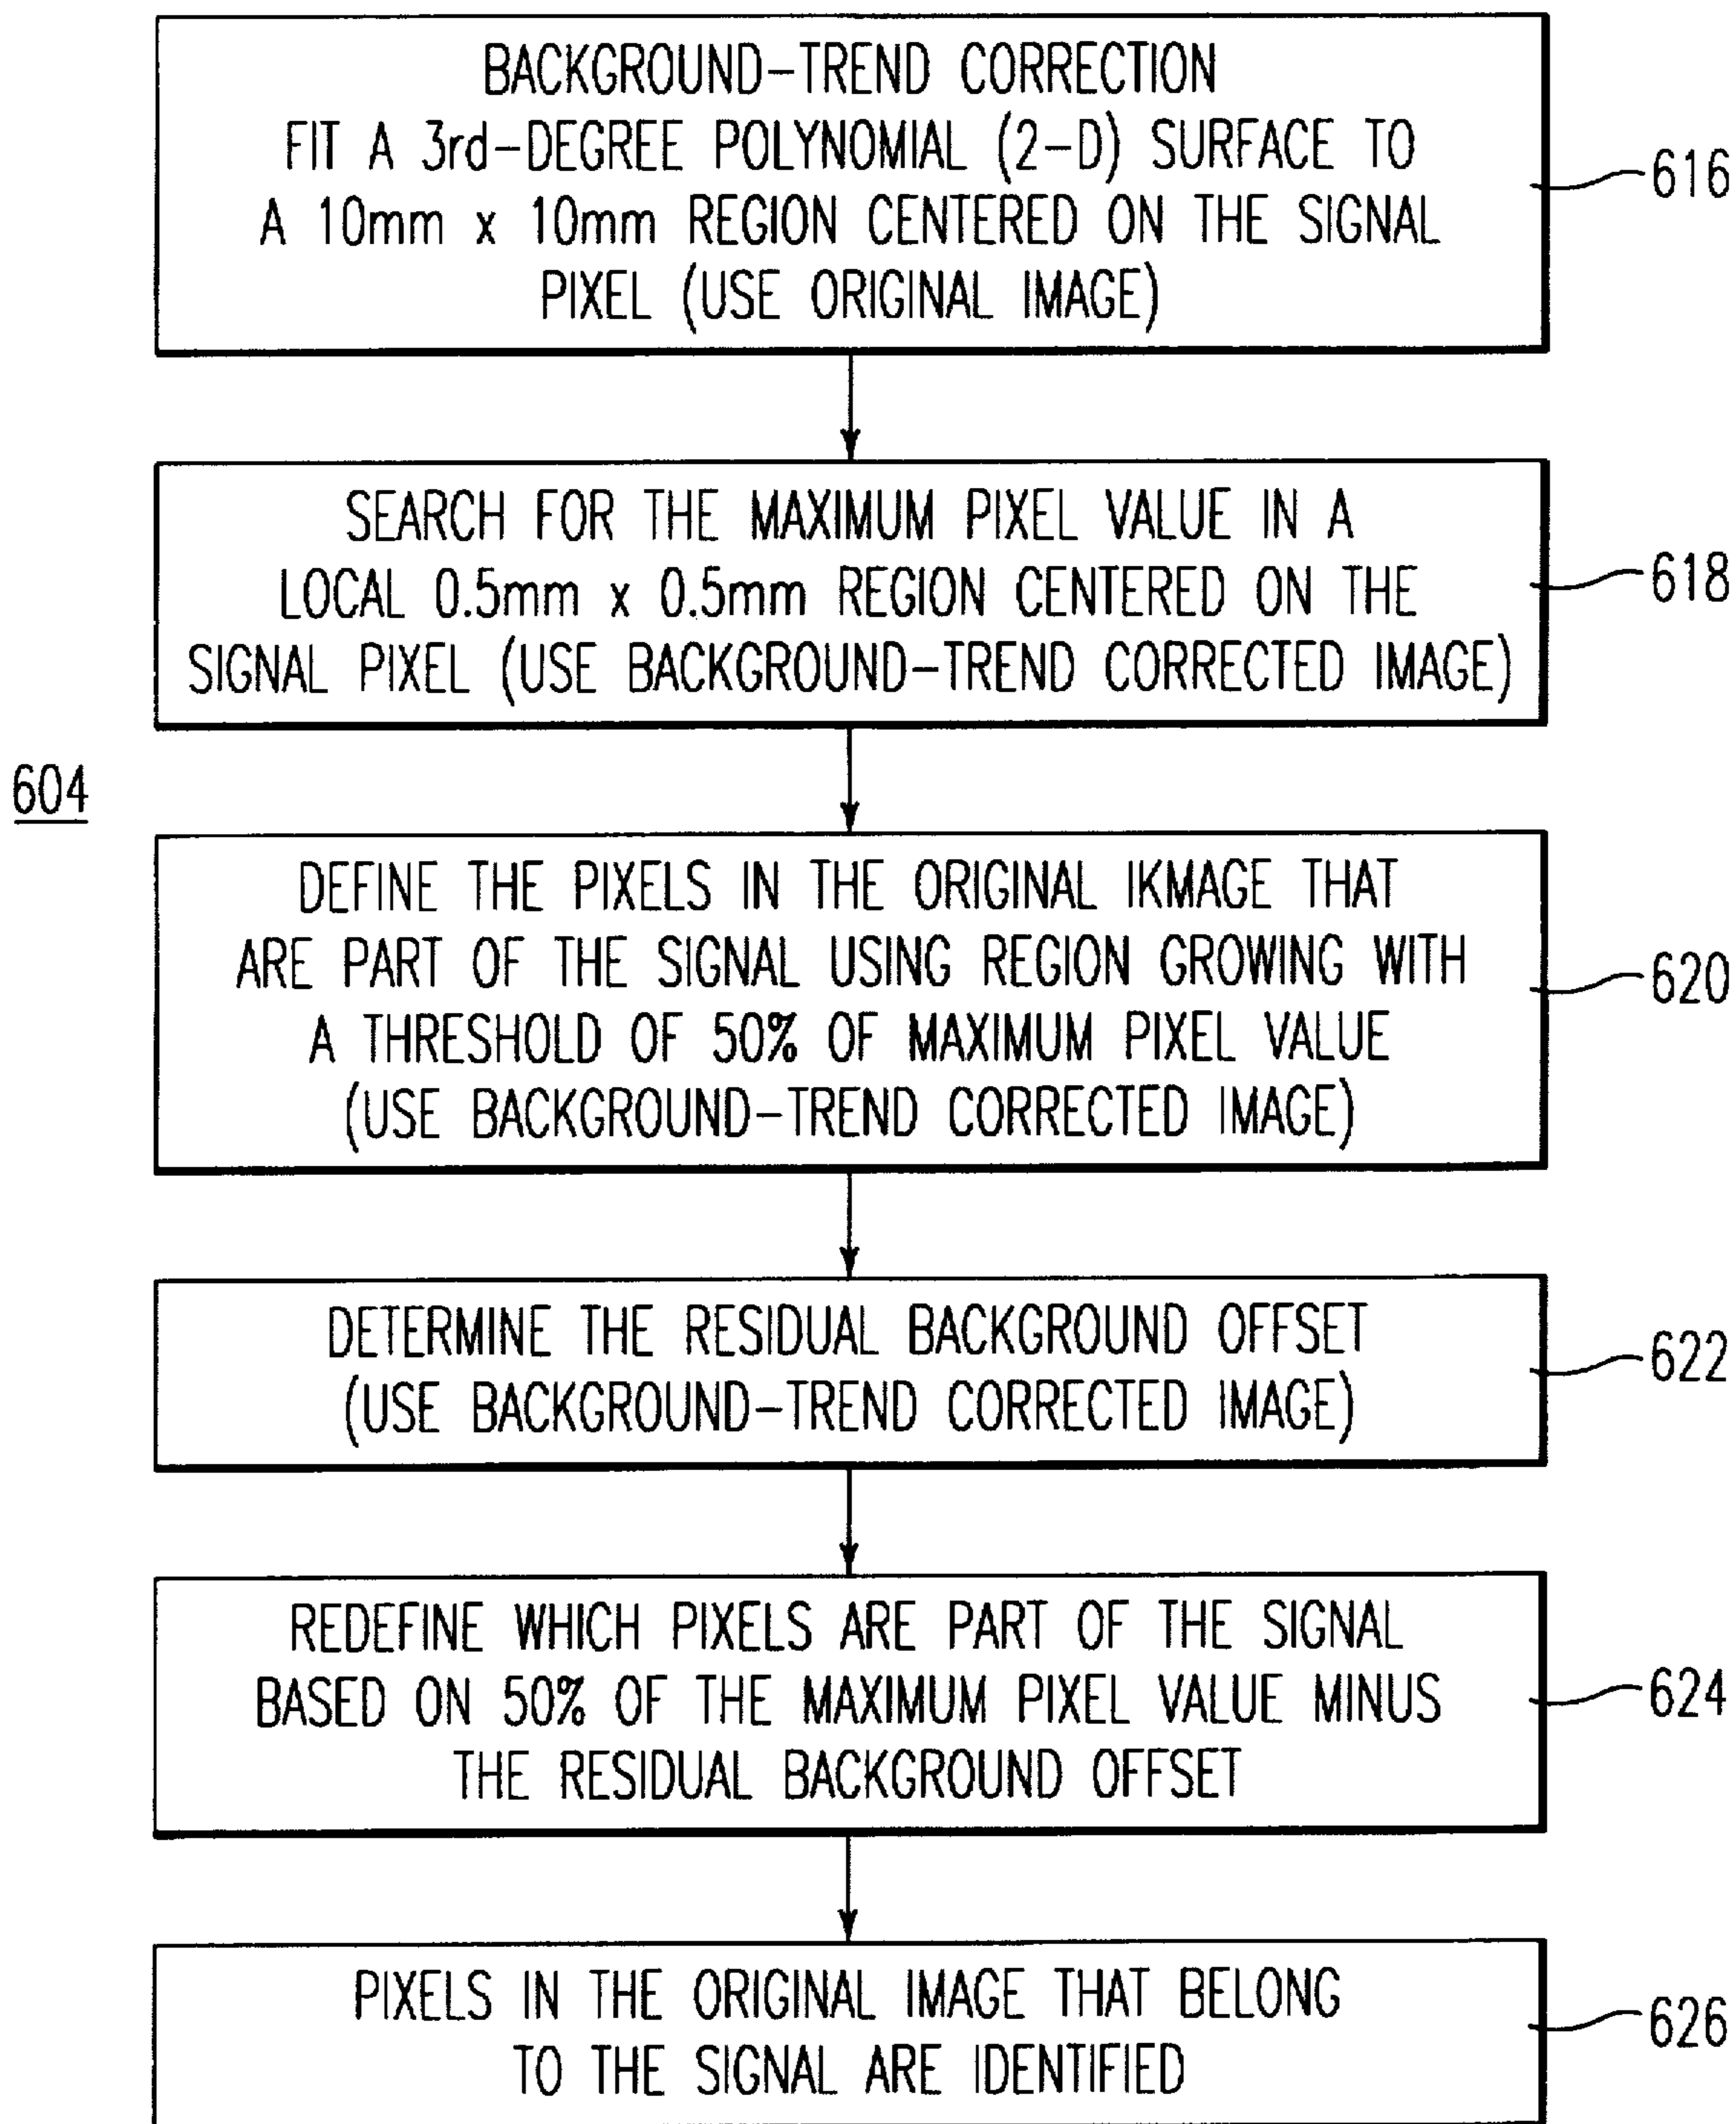 BACKGROUND-TREND CORRECTION
FIT A 3rd-DEGREE POLYNOMIAL (2-D) SURFACE TO
A 10mm x 10mm REGION CENTERED ON THE SIGNAL
PIXEL (USE ORIGINAL IMAGE)
616
SEARCH FOR THE MAXIMUM PIXEL VALUE IN A
LOCAL 0.5mm x 0.5mm REGION CENTERED ON THE
SIGNAL PIXEL (USE BACKGROUND-TREND CORRECTED IMAGE)
618
604
DEFINE THE PIXELS IN THE ORIGINAL IKMAGE THAT
ARE PART OF THE SIGNAL USING REGION GROWING WITH
A THRESHOLD OF 50% OF MAXIMUM PIXEL VALUE
(USE BACKGROUND-TREND CORRECTED IMAGE)
620
DETERMINE THE RESIDUAL BACKGROUND OFFSET
(USE BACKGROUND-TREND CORRECTED IMAGE)
622
REDEFINE WHICH PIXELS ARE PART OF THE SIGNAL
BASED ON 50% OF THE MAXIMUM PIXEL VALUE MINUS
THE RESIDUAL BACKGROUND OFFSET
624
PIXELS IN THE ORIGINAL IMAGE THAT BELONG
TO THE SIGNAL ARE IDENTIFIED
626